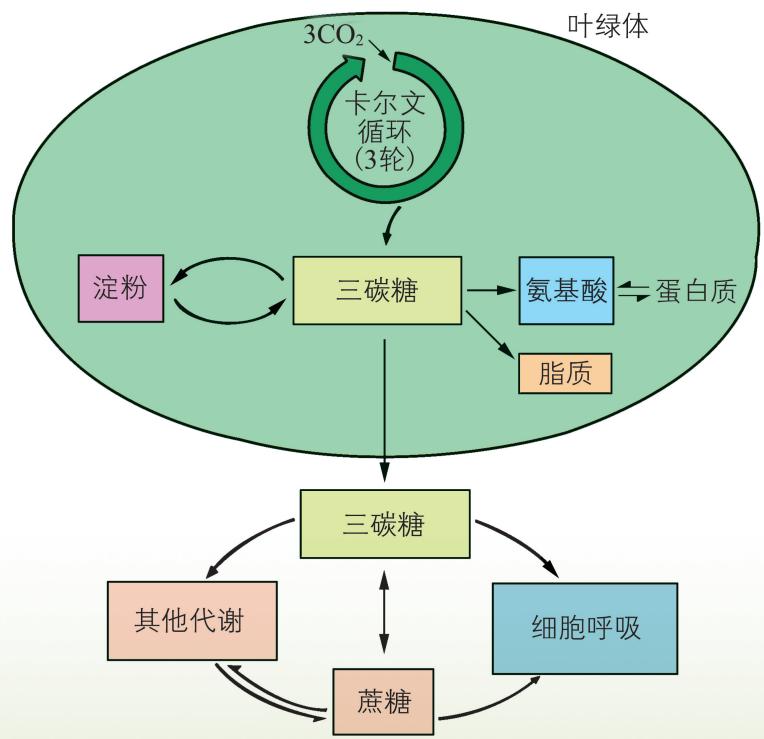 叶绿体
3CO₂
卡尔文
循环
(3轮)
淀粉
三碳糖
氨基酸
蛋白质
脂质
三碳糖
其他代谢
细胞呼吸
蔗糖